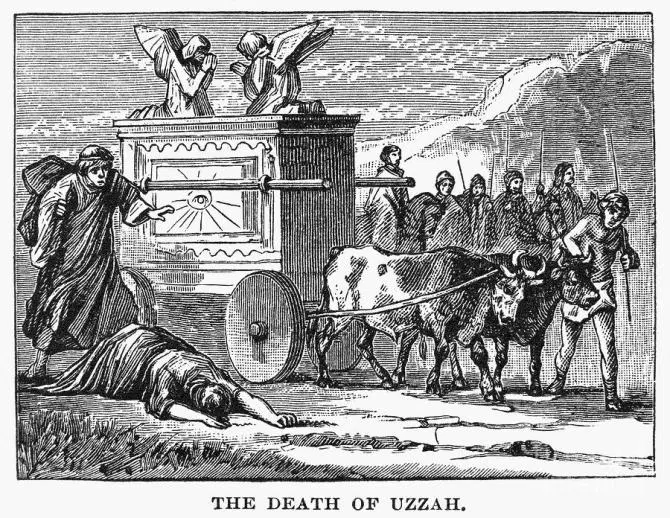 THE DEATH OF UZZAH.